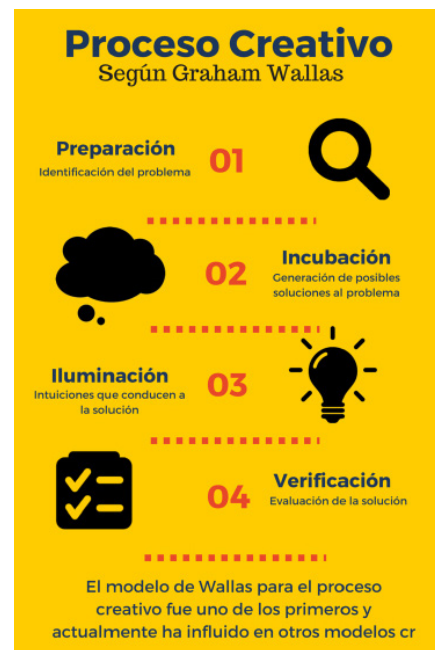 Proceso Creativo
Según Graham Wallas
Preparación
Identificación del problema
01
02
Incubación
Generación de posibles
soluciones al problema
Iluminación
Intuiciones que conducen a
la solución
03
04
Verificación
Evaluación de la solución
El modelo de Wallas para el proceso
creativo fue uno de los primeros y
actualmente ha influido en otros modelos cr